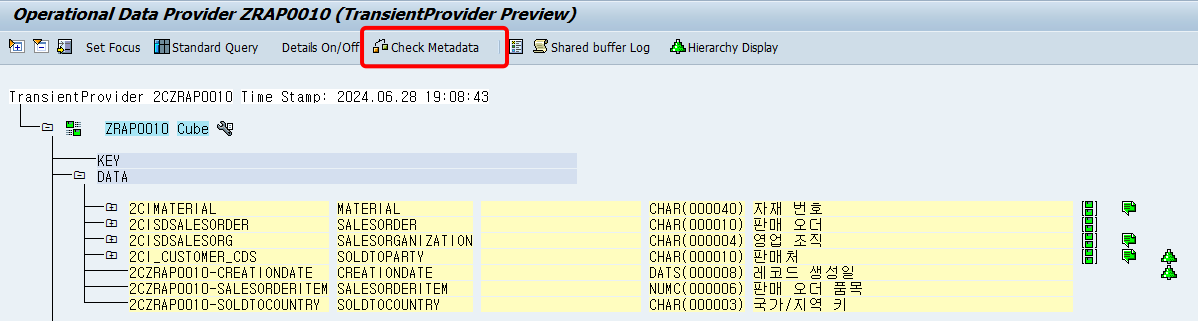 Operational Data Provider ZRAP0010 (TransientProvider Preview)
Set Focus Standard Query Details On/Off Check Metadata Shared buffer Log Hierarchy Display
TransientProvider 2CZRAP0010 Time Stamp: 2024.06.28 19:08:43
ZRAP0010 Cube
KEY
DATA
2CIMATERIAL MATERIAL CHAR(000040) 자재 번호
2CISDSALESORDER SALESORDER CHAR(000010) 판매 오더
2CISDSALESORG SALESORGANIZATION CHAR(000004) 영업 조직
2CI_CUSTOMER_CDS SOLDTOPARTY CHAR(000010) 판매처
2CZRAP0010-CREATIONDATE CREATIONDATE DATS(000008) 레코드 생성일
2CZRAP0010-SALESORDERITEM SALESORDERITEM NUMC(000006) 판매 오더 품목
2CZRAP0010-SOLDTOCOUNTRY SOLDTOCOUNTRY CHAR(000003) 국가/지역 키